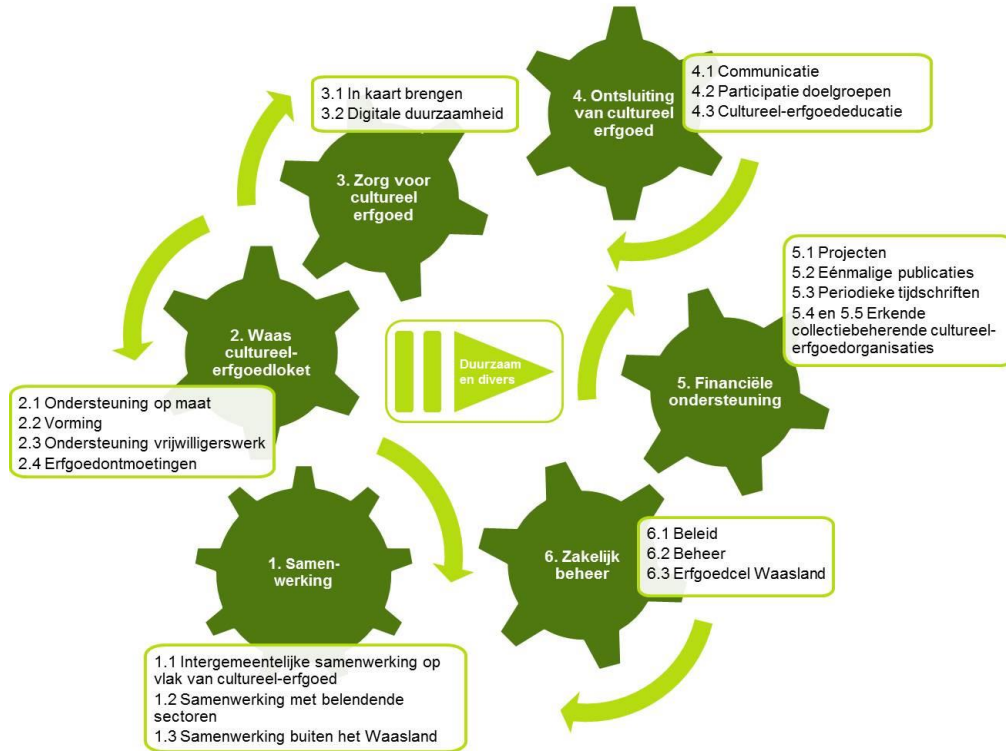 3.1 In kaart brengen
3.2 Digitale duurzaamheid
3. Zorg voor
cultureel
erfgoed
4. Ontsluiting
van cultureel
erfgoed
4.1 Communicatie
4.2 Participatie doelgroepen
4.3 Cultureel-erfgoededucatie
2. Waas
cultureel-
erfgoedloket
2.1 Ondersteuning op maat
2.2 Vorming
2.3 Ondersteuning vrijwilligerswerk
2.4 Erfgoedontmoetingen
Duurzaam
en divers
5.1 Projecten
5.2 Eénmalige publicaties
5.3 Periodieke tijdschriften
5.4 en 5.5 Erkende
collectiebeherende cultureel-
erfgoedorganisaties
5. Financiële
ondersteuning
1. Samen-
werking
1.1 Intergemeentelijke samenwerking op
vlak van cultureel-erfgoed
1.2 Samenwerking met belendende
sectoren
1.3 Samenwerking buiten het Waasland
6. Zakelijk
beheer
6.1 Beleid
6.2 Beheer
6.3 Erfgoedcel Waasland